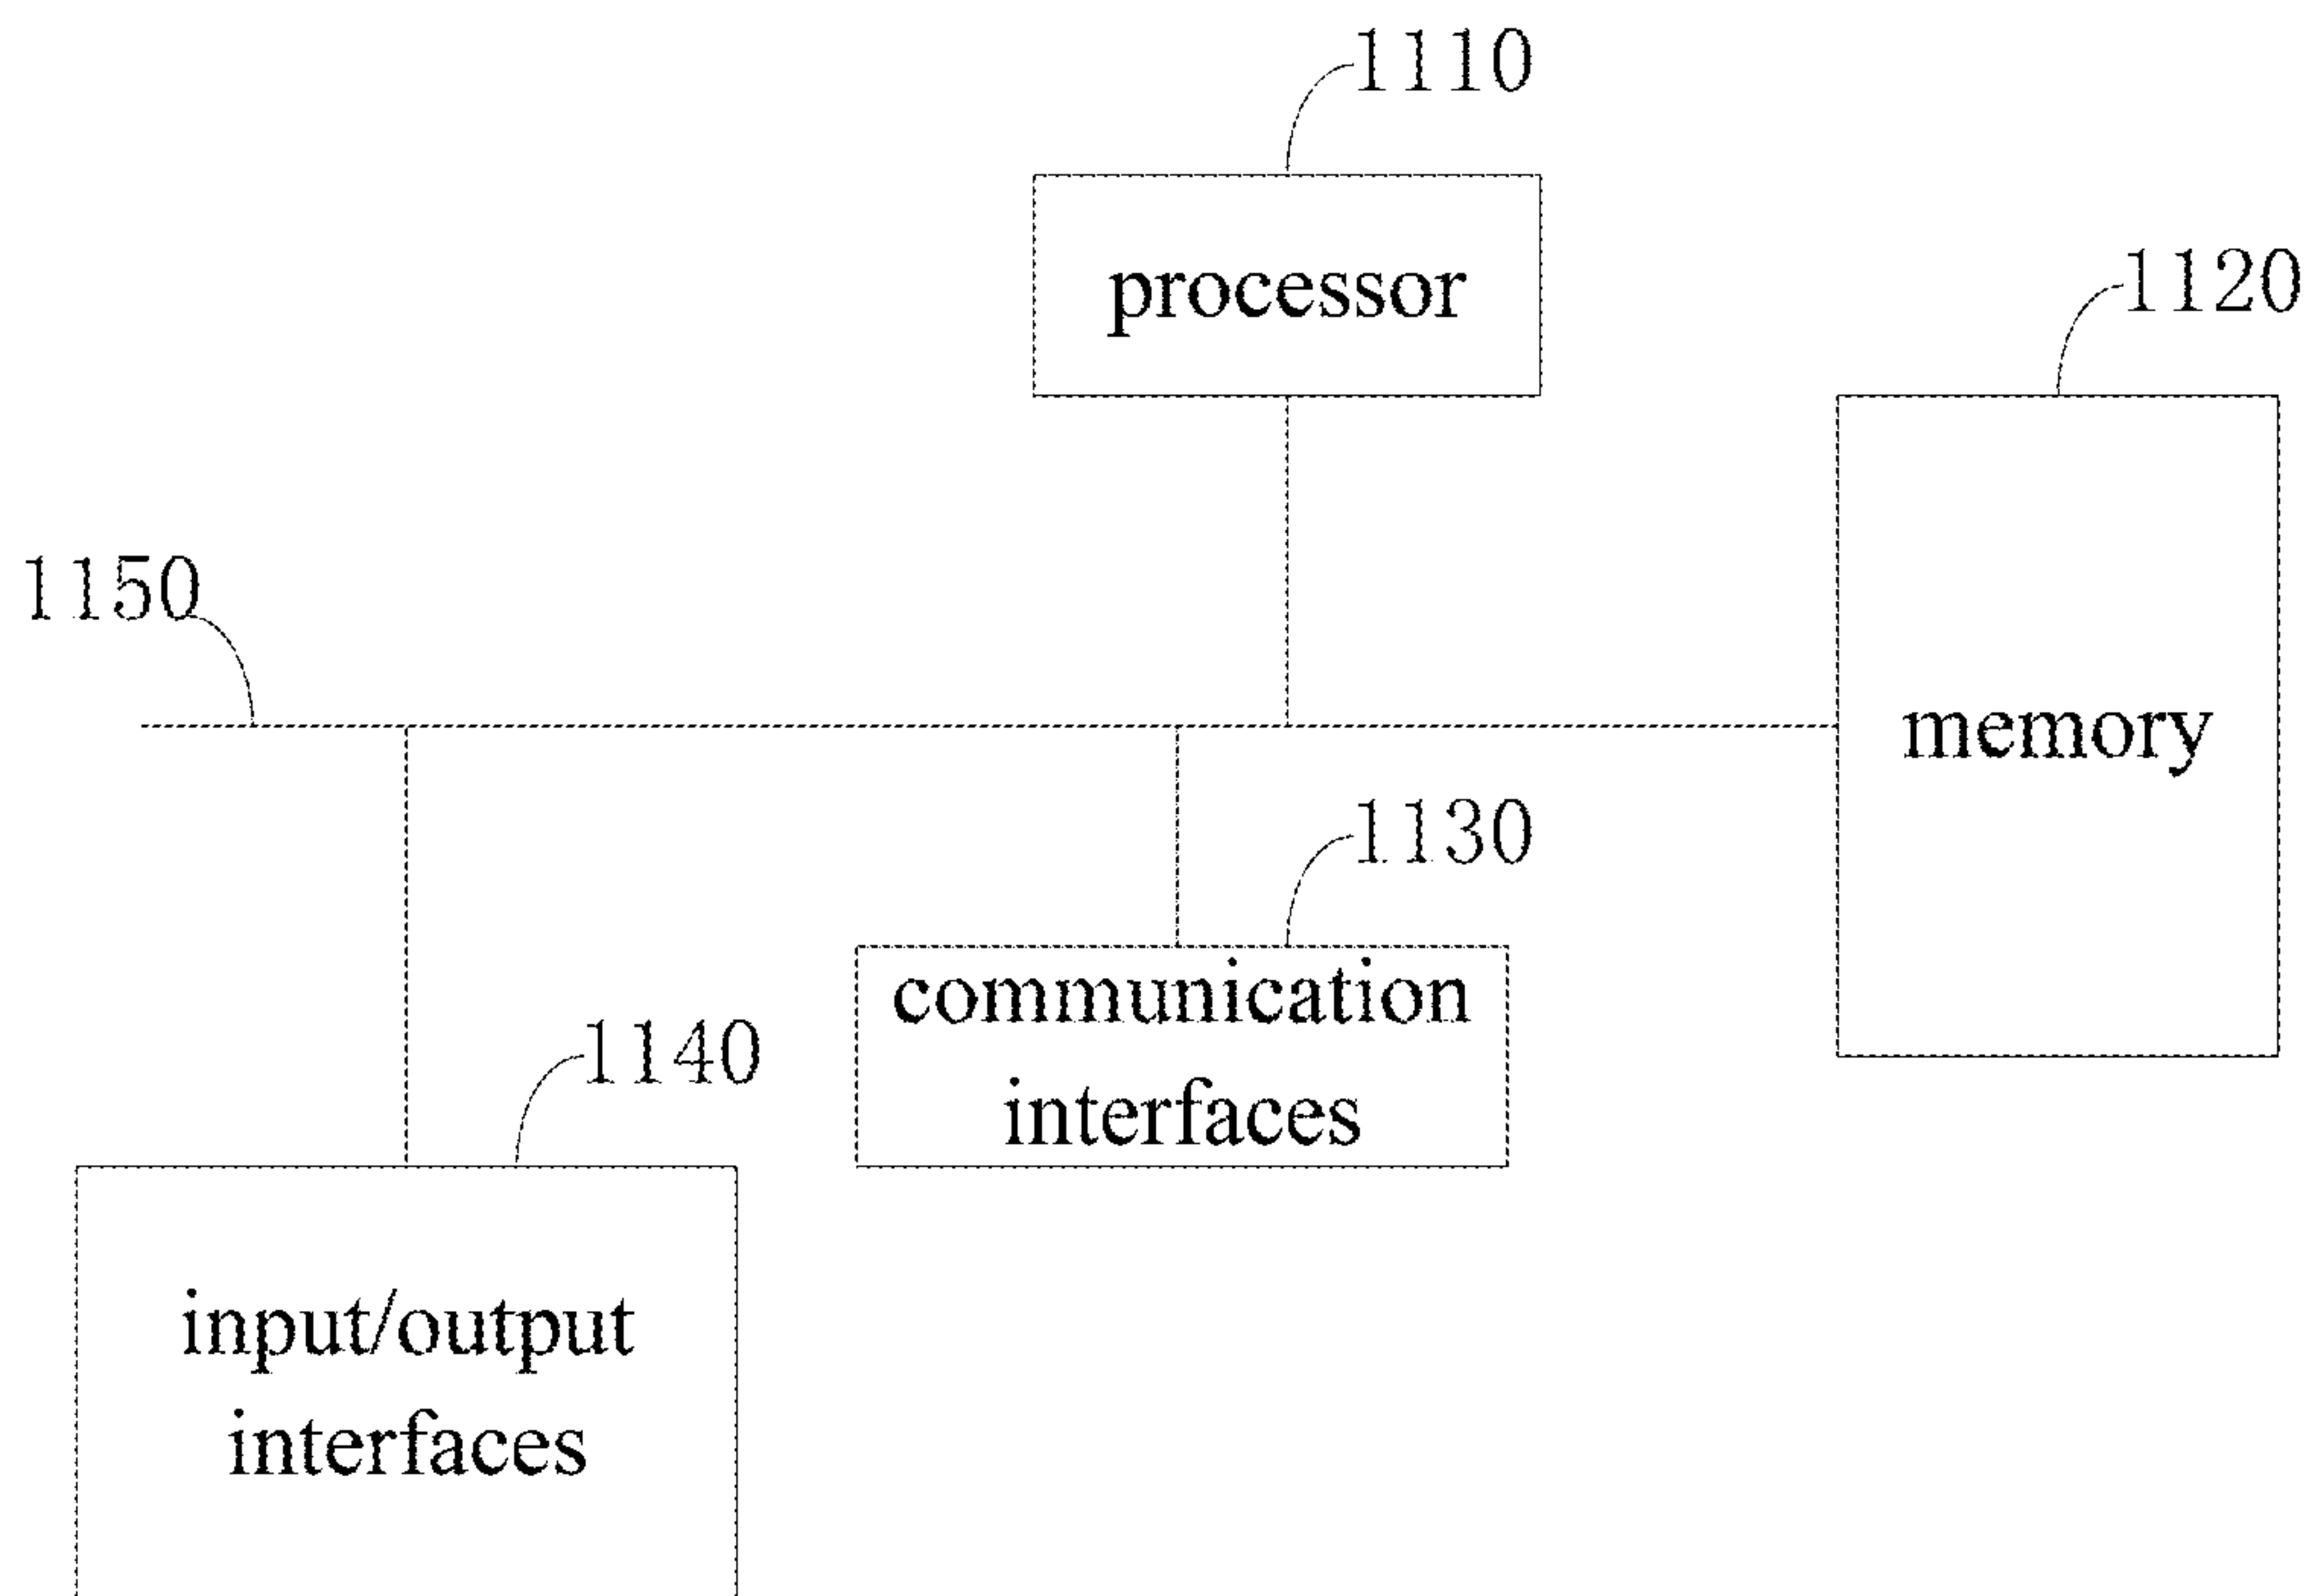 1110
processor
1120
1150
memory
1130
communication
interfaces
1140
input/output
interfaces